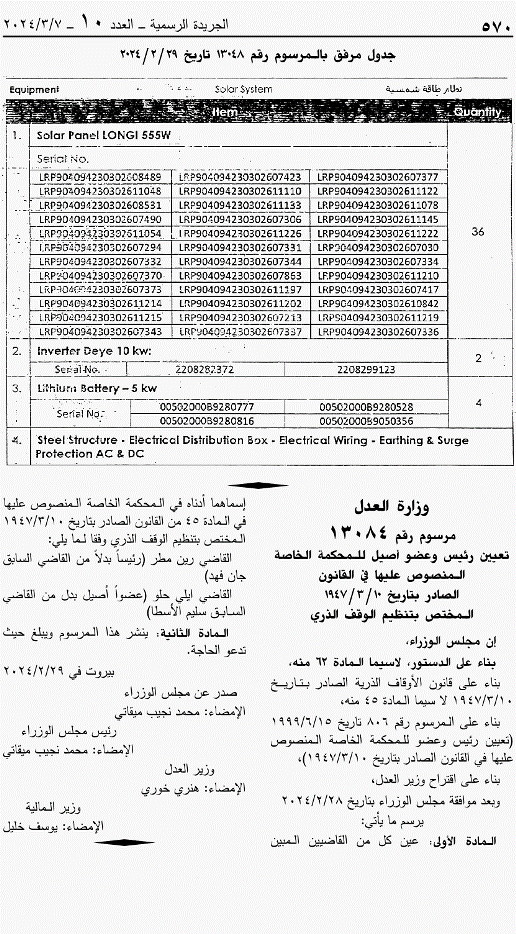 ٥٧٠
الجريدة الرسمية ـ العدد ١٠ ـ ٢٠٢٤/٣/٧
جدول مرفق بالمرسوم رقم ١٣٠٤٨ تاريخ ٢٠٢٤/٢/٢٩
Equipment Solar System نظام طاقة شمسية
Item Quantity
1. Solar Panel LONGI 555W
Serial No.
LRP904094230302608489 LRP904094230302607423 LRP904094230302607377
LRP904094230302611048 LRP904094230302611110 LRP904094230302611122
LRP904094230302608531 LRP904094230302611133 LRP904094230302611078
LRP904094230302607490 LRP904094230302607306 LRP904094230302611145
LRP904094230302611054 LRP904094230302611226 LRP904094230302611222
LRP904094230302607294 LRP904094230302607331 LRP904094230302607030
LRP904094230302607332 LRP904094230302607344 LRP904094230302607334
LRP904094230302607370 LRP904094230302607863 LRP904094230302611210
LRP904094230302607373 LRP904094230302611197 LRP904094230302607417
LRP904094230302611214 LRP904094230302611202 LRP904094230302610842
LRP904094230302611215 LRP904094230302607213 LRP904094230302611219
LRP904094230302607343 LRP904094230302607337 LRP904094230302607336
36
2. Inverter Deye 10 kw:
Serial No. 2208282372 2208299123
2
3. Lithium Battery – 5 kw
Serial No.
00502000B9280777 00502000B9280528
00502000B9280816 00502000B9050356
4
4. Steel Structure - Electrical Distribution Box - Electrical Wiring - Earthing & Surge
Protection AC & DC
وزارة العدل
مرسوم رقم ١٣٠٨٤
تعيين رئيس وعضو أصيل للمحكمة الخاصة
المنصوص عليها في القانون
الصادر بتاريخ ١٩٤٧/٣/١٠
المختص بتنظيم الوقف الذري
إن مجلس الوزراء،
بناء على الدستور، لاسيما المادة ٦٢ منه،
بناء على قانون الأوقاف الذرية الصادر بتاريخ
١٩٤٧/٣/١٠ لا سيما المادة ٤٥ منه،
بناء على المرسوم رقم ٨٠٦ تاريخ ١٩٩٩/٦/١٥
(تعيين رئيس وعضو للمحكمة الخاصة المنصوص
عليها في القانون الصادر بتاريخ ١٩٤٧/٣/١٠)،
بناء على اقتراح وزير العدل،
وبعد موافقة مجلس الوزراء بتاريخ ٢٠٢٤/٢/٢٨
يرسم ما يأتي:
المادة الأولى: عين كل من القاضيين المبين
إسماهما أدناه في المحكمة الخاصة المنصوص عليها
في المادة ٤٥ من القانون الصادر بتاريخ ١٩٤٧/٣/١٠
المختص بتنظيم الوقف الذري وفقا لما يلي:
القاضي رين مطر (رئيساً بدلاً من القاضي السابق
جان فهد)
القاضي ايلي حلو (عضواً أصيل بدل من القاضي
السابق سليم الأسطا)
المادة الثانية: ينشر هذا المرسوم ويبلغ حيث
تدعو الحاجة.
بيروت في ٢٠٢٤/٢/٢٩
صدر عن مجلس الوزراء
الإمضاء: محمد نجيب ميقاتي
رئيس مجلس الوزراء
الإمضاء: محمد نجيب ميقاتي
وزير العدل
الإمضاء: هنري خوري
وزير المالية
الإمضاء: يوسف خليل